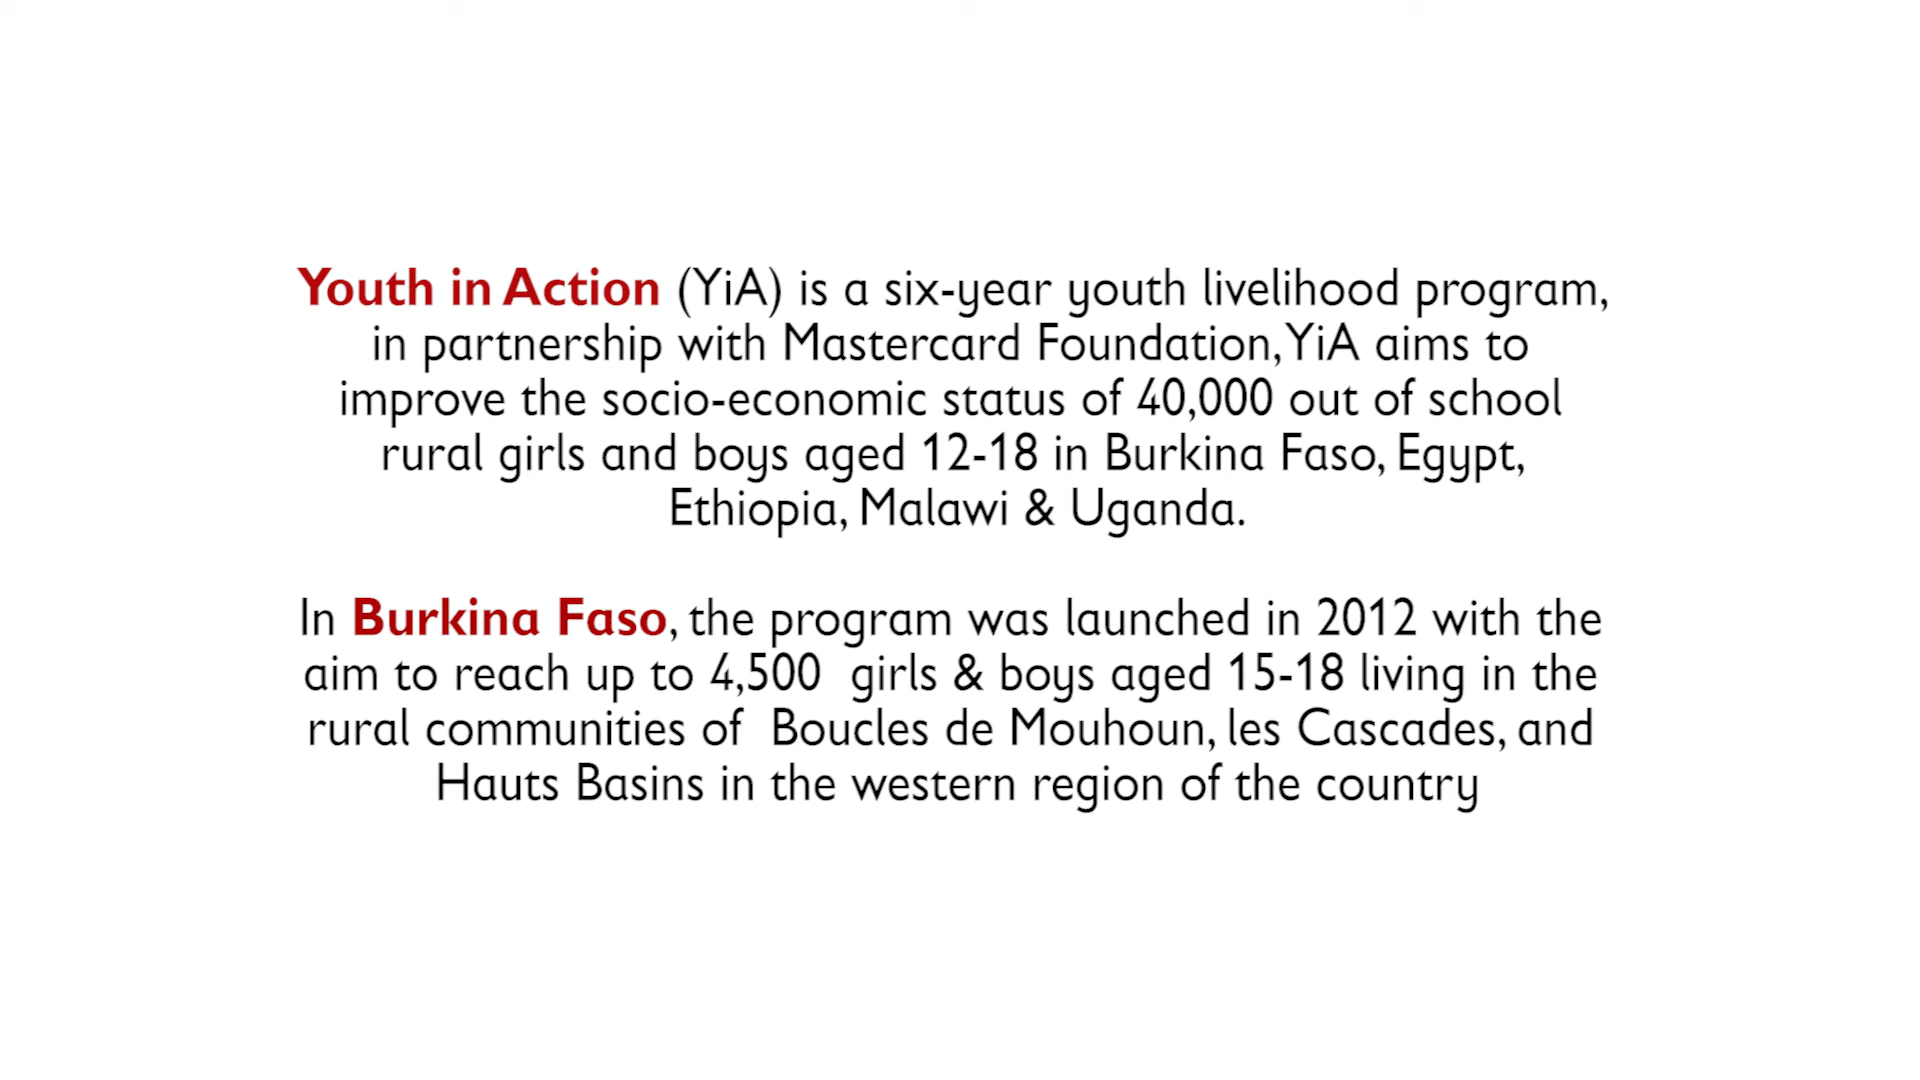 Youth in Action (YiA) is a six-year youth livelihood program,
in partnership with Mastercard Foundation, YiA aims to
improve the socio-economic status of 40,000 out of school
rural girls and boys aged 12-18 in Burkina Faso, Egypt,
Ethiopia, Malawi & Uganda.
In Burkina Faso, the program was launched in 2012 with the
aim to reach up to 4,500 girls & boys aged 15-18 living in the
rural communities of Boucles de Mouhoun, les Cascades, and
Hauts Basins in the western region of the country